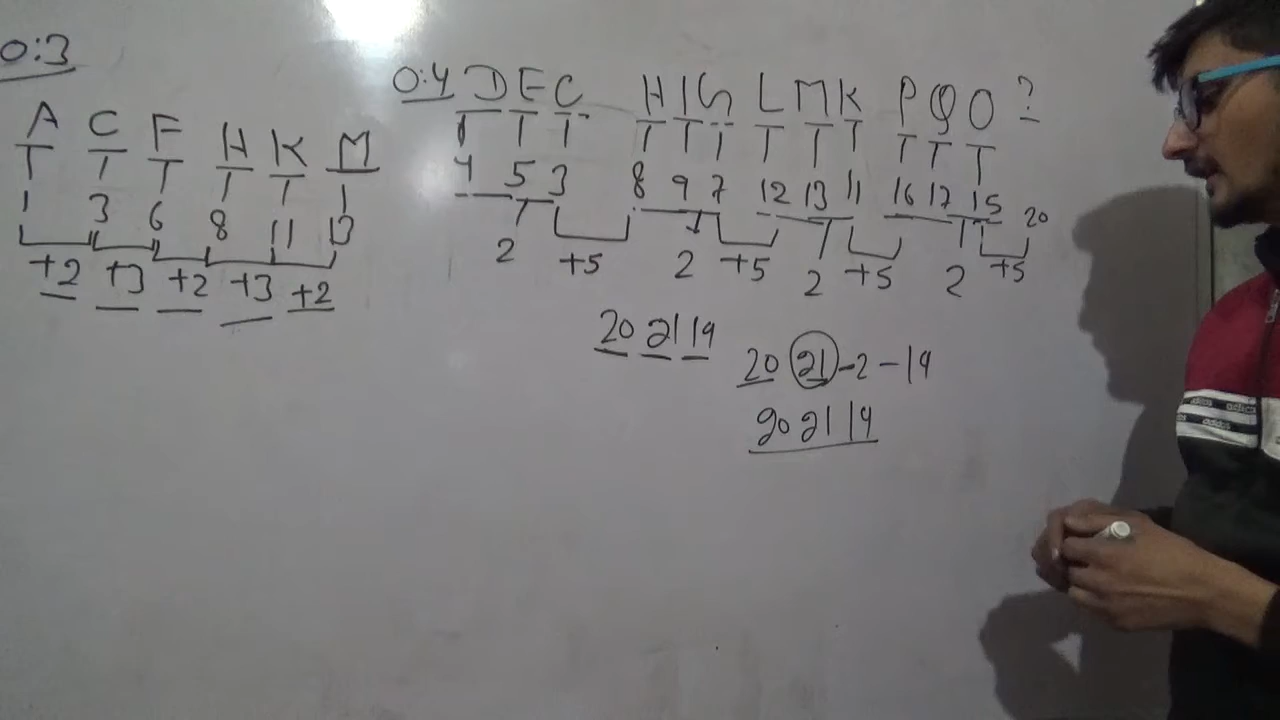 Q:3
A C F H K M
1 3 6 8 11 13
+2 +3 +2 +3 +2
Q:4 DEC HIG LMK PQO ?
4 5 3 8 9 7 12 13 11 16 17 15 20
2 +5 2 +5 2 +5 2 +5
20 21 19
20 21 -2 - 19
20 21 19
adidas
adidas